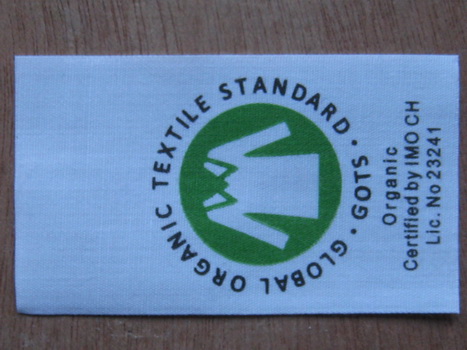 GLOBAL ORGANIC TEXTILE STANDARD · GOTS ·
Organic
Certified by IMO CH
Lic. No 23241